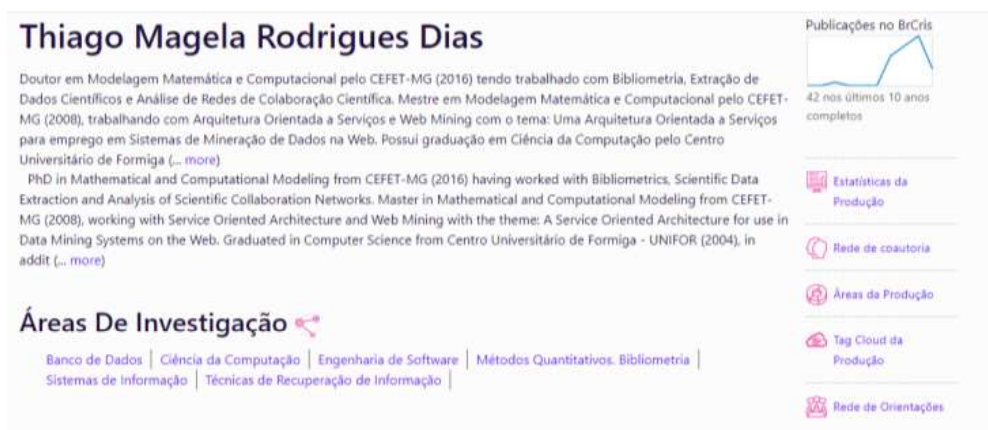 Thiago Magela Rodrigues Dias
Doutor em Modelagem Matemática e Computacional pelo CEFET-MG (2016) tendo trabalhado com Bibliometria, Extração de
Dados Científicos e Análise de Redes de Colaboração Científica. Mestre em Modelagem Matemática e Computacional pelo CEFET-
MG (2008), trabalhando com Arquitetura Orientada a Serviços e Web Mining com o tema: Uma Arquitetura Orientada a Serviços
para emprego em Sistemas de Mineração de Dados na Web. Possui graduação em Ciência da Computação pelo Centro
Universitário de Formiga (... more)
PhD in Mathematical and Computational Modeling from CEFET-MG (2016) having worked with Bibliometrics, Scientific Data
Extraction and Analysis of Scientific Collaboration Networks. Master in Mathematical and Computational Modeling from CEFET-
MG (2008), working with Service Oriented Architecture and Web Mining with the theme: A Service Oriented Architecture for use in
Data Mining Systems on the Web. Graduated in Computer Science from Centro Universitário de Formiga - UNIFOR (2004), in
addit (... more)
Áreas De Investigação
Banco de Dados | Ciência da Computação | Engenharia de Software | Métodos Quantitativos. Bibliometria |
Sistemas de Informação | Técnicas de Recuperação de Informação |
Publicações no BrCris
42 nos últimos 10 anos
completos
Estatísticas da
Produção
Rede de coautoria
Áreas da Produção
Tag Cloud da
Produção
Rede de Orientações